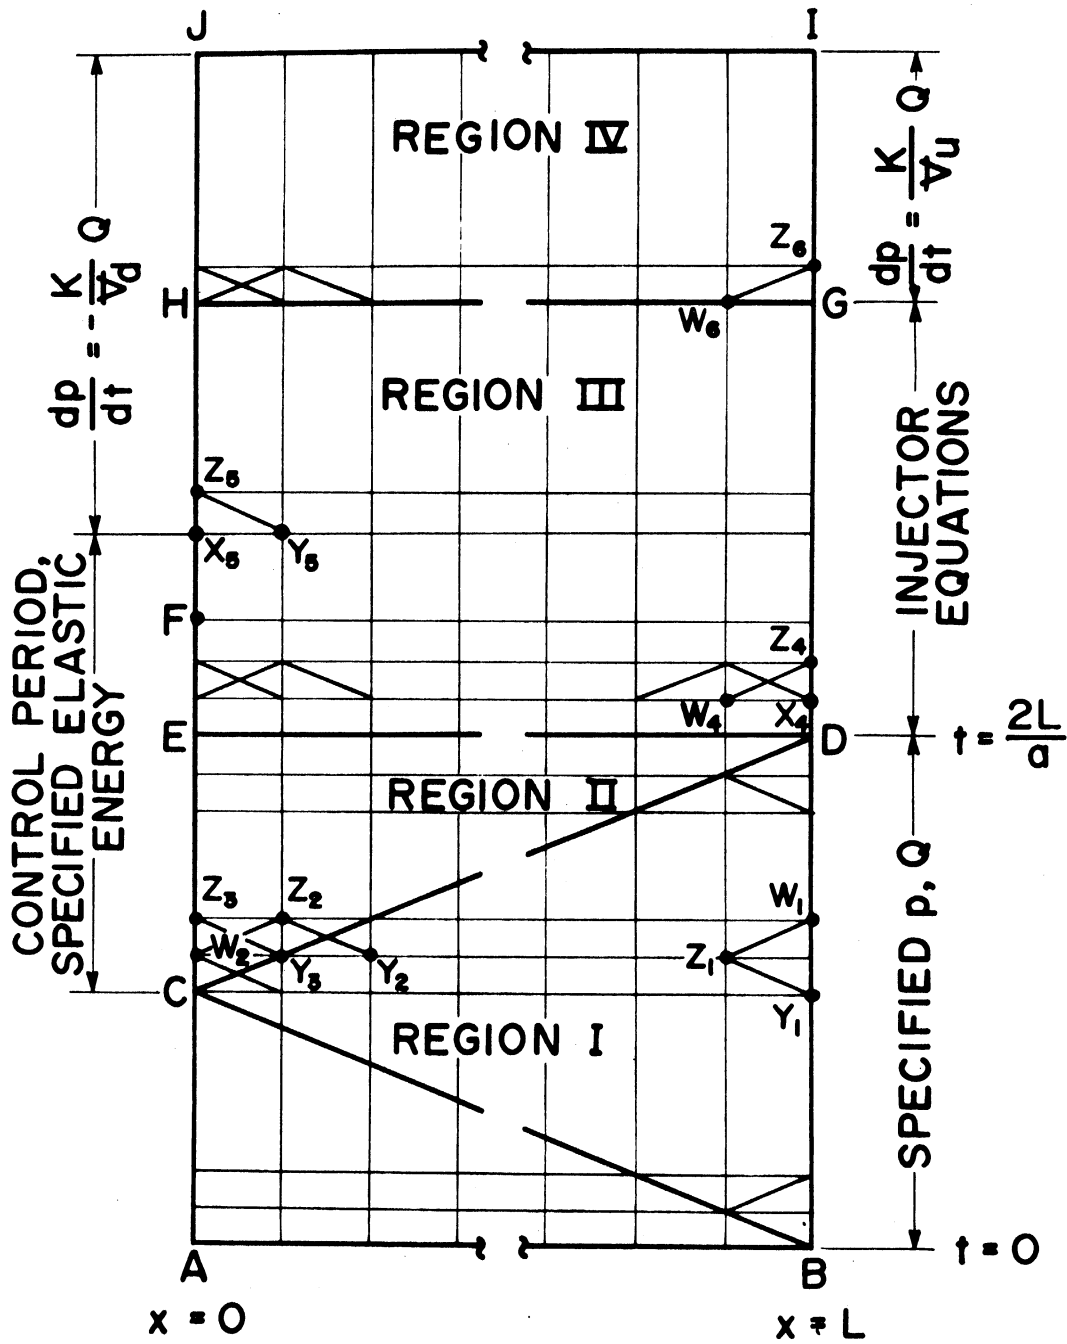 J
I
REGION IV
dp/dt = - K/V̶d Q
dp/dt = K/V̶u Q
Z₆
H
G
W₆
REGION III
INJECTOR
EQUATIONS
Z₅
X₅
Y₅
CONTROL PERIOD,
SPECIFIED ELASTIC
ENERGY
F
Z₄
W₄
X₄
E
D
t = 2L/a
REGION II
Z₃
Z₂
W₁
W₂
Z₁
Y₃
Y₂
C
Y₁
REGION I
SPECIFIED p, Q
t = 0
A
B
x = 0
x = L